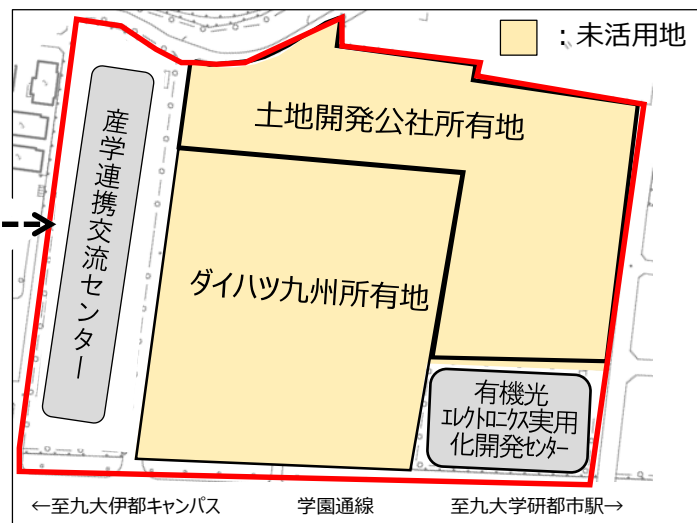 ：未活用地
土地開発公社所有地
産学連携交流センター
ダイハツ九州所有地
有機光
エレクトロニクス実用
化開発センター
←至九大伊都キャンパス
学園通線
至九大学研都市駅→